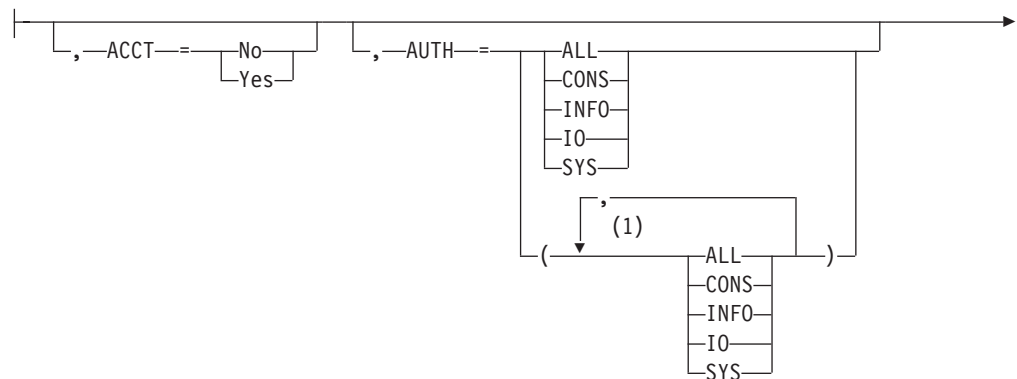 , ACCT = No , AUTH = ALL
Yes CONS
INFO
IO
SYS
,
(1)
( ALL )
CONS
INFO
IO
SYS